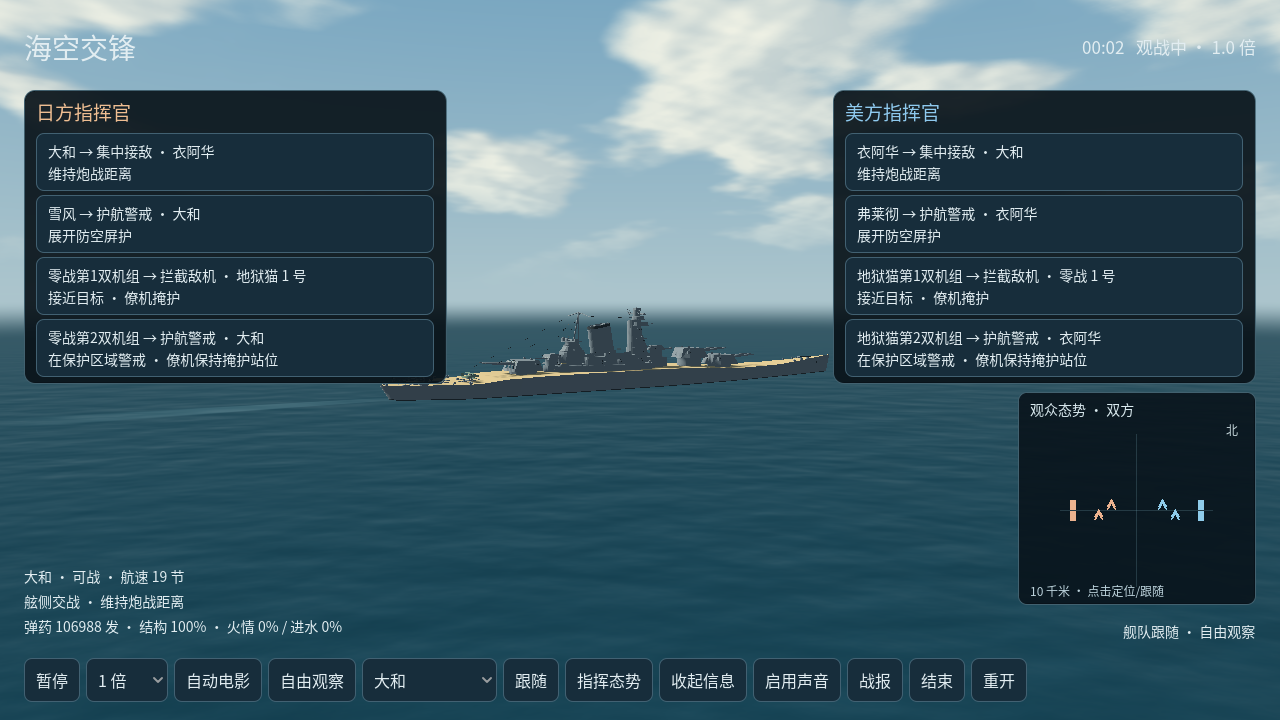 海空交锋
00:02 观战中 · 1.0 倍
日方指挥官
大和 → 集中接敌 · 衣阿华
维持炮战距离
雪风 → 护航警戒 · 大和
展开防空屏护
零战第1双机组 → 拦截敌机 · 地狱猫 1 号
接近目标 · 僚机掩护
零战第2双机组 → 护航警戒 · 大和
在保护区域警戒 · 僚机保持掩护站位
美方指挥官
衣阿华 → 集中接敌 · 大和
维持炮战距离
弗莱彻 → 护航警戒 · 衣阿华
展开防空屏护
地狱猫第1双机组 → 拦截敌机 · 零战 1 号
接近目标 · 僚机掩护
地狱猫第2双机组 → 护航警戒 · 衣阿华
在保护区域警戒 · 僚机保持掩护站位
观众态势 · 双方
北
10 千米 · 点击定位/跟随
大和 · 可战 · 航速 19 节
舷侧交战 · 维持炮战距离
弹药 106988 发 · 结构 100% · 火情 0% / 进水 0%
舰队跟随 · 自由观察
暂停 1 倍 自动电影 自由观察 大和 跟随 指挥态势 收起信息 启用声音 战报 结束 重开